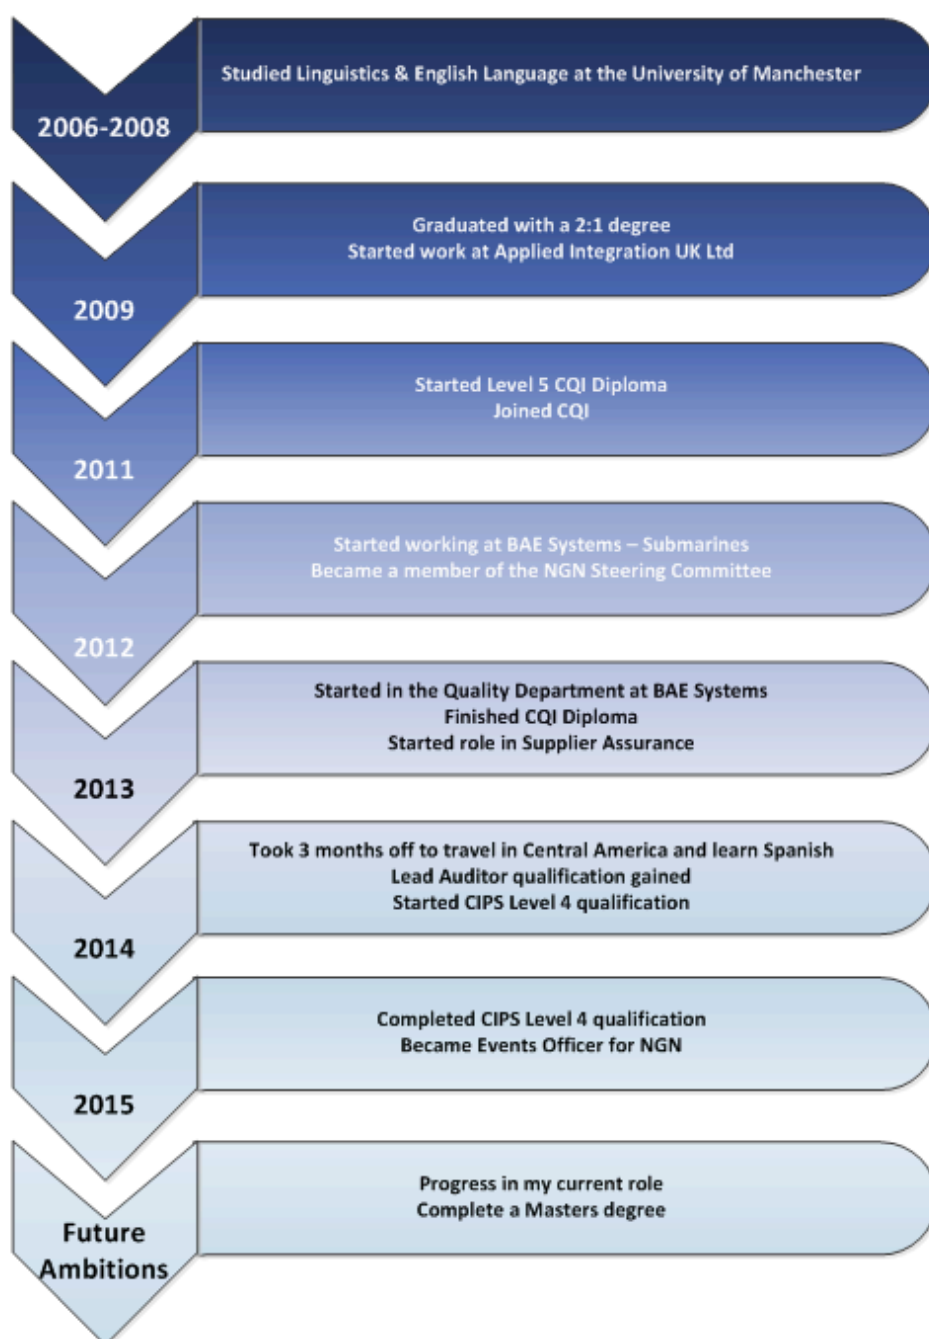 2006-2008
Studied Linguistics & English Language at the University of Manchester
2009
Graduated with a 2:1 degree
Started work at Applied Integration UK Ltd
2011
Started Level 5 CQI Diploma
Joined CQI
2012
Started working at BAE Systems – Submarines
Became a member of the NGN Steering Committee
2013
Started in the Quality Department at BAE Systems
Finished CQI Diploma
Started role in Supplier Assurance
2014
Took 3 months off to travel in Central America and learn Spanish
Lead Auditor qualification gained
Started CIPS Level 4 qualification
2015
Completed CIPS Level 4 qualification
Became Events Officer for NGN
Future
Ambitions
Progress in my current role
Complete a Masters degree